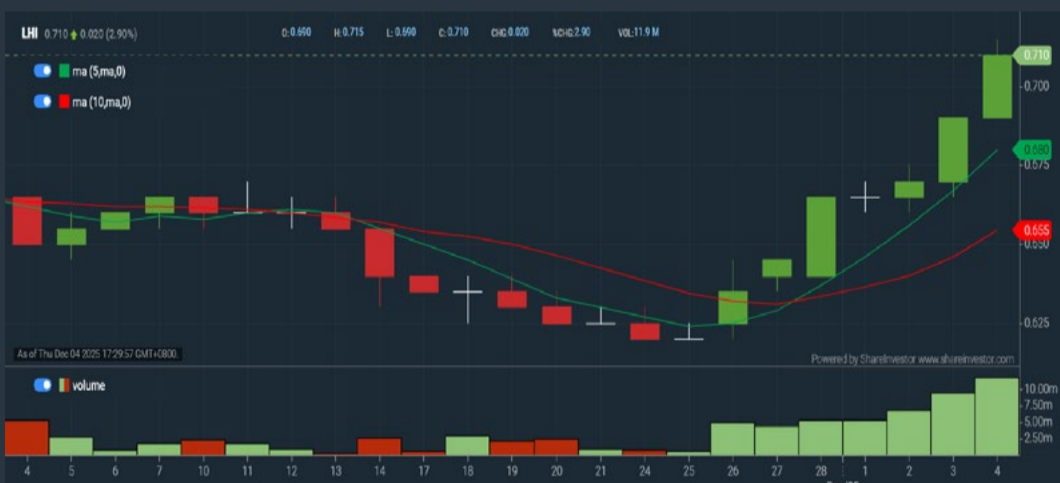 LHI 0.710 0.020 (2.90%) O:0.690 H:0.715 L:0.690 C:0.710 CHG:0.020 %CHG:2.90 VOL:11.9 M
ma (5,ma,0)
ma (10,ma,0)
0.710
0.700
0.680
0.675
0.655
0.650
0.625
As of Thu Dec 04 2025 17:29:57 GMT+0800.
Powered by ShareInvestor www.shareinvestor.com
volume
10.00m
7.50m
5.00m
2.50m
4 5 6 7 10 11 12 13 14 17 18 19 20 21 24 25 26 27 28 1 2 3 4